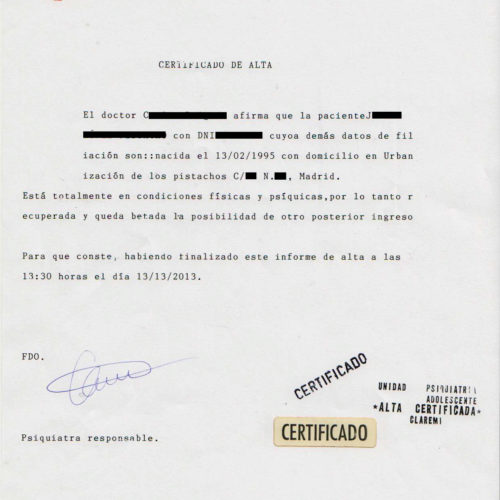 CERTIFICADO DE ALTA
El doctor C afirma que la paciente J
con DNI cuyoa demás datos de fil
iación son::nacida el 13/02/1995 con domicilio en Urban
ización de los pistachos C/ N. , Madrid.
Está totalmente en condiciones físicas y psíquicas,por lo tanto r
ecuperada y queda betada la posibilidad de otro posterior ingreso
Para que conste, habiendo finalizado este informe de alta a las
13:30 horas el día 13/13/2013.
FDO.
CERTIFICADO
UNIDAD PSIQUIATRI
ADOLESCENTE
*ALTA CERTIFICADA*
CLAREMI
CERTIFICADO
Psiquiatra responsable.